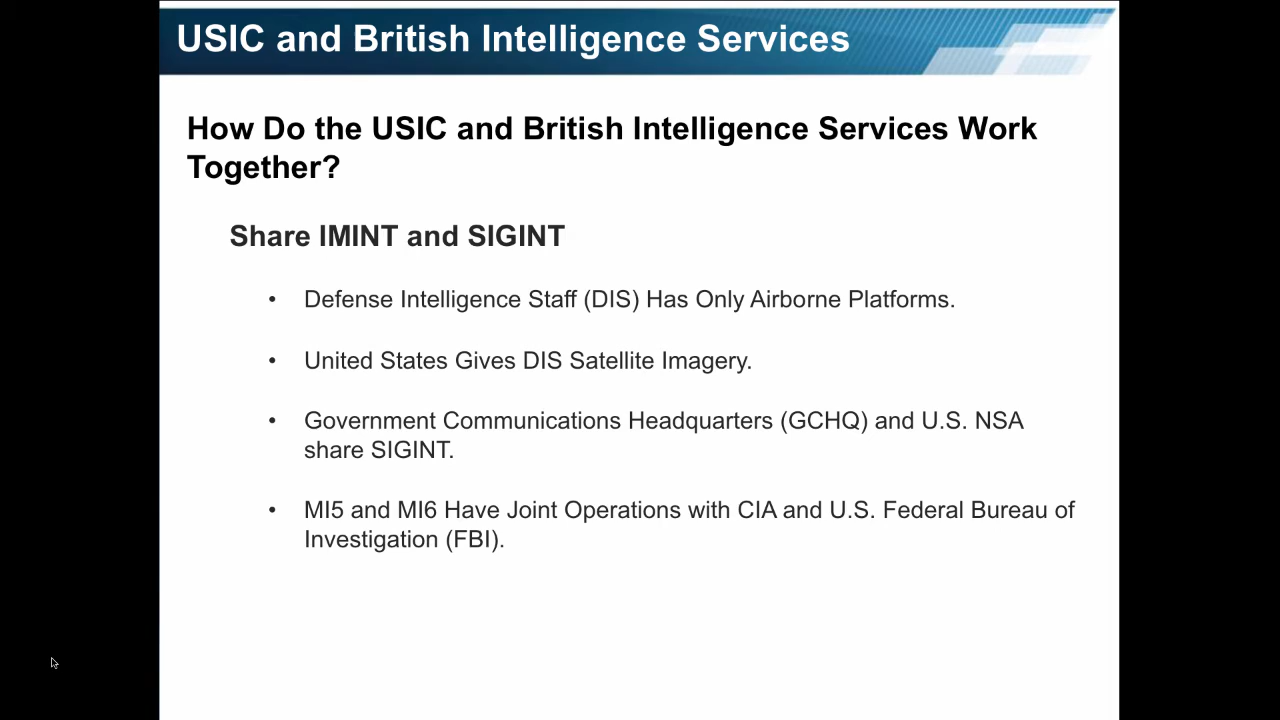 USIC and British Intelligence Services
How Do the USIC and British Intelligence Services Work
Together?
Share IMINT and SIGINT
• Defense Intelligence Staff (DIS) Has Only Airborne Platforms.
• United States Gives DIS Satellite Imagery.
• Government Communications Headquarters (GCHQ) and U.S. NSA
share SIGINT.
• MI5 and MI6 Have Joint Operations with CIA and U.S. Federal Bureau of
Investigation (FBI).